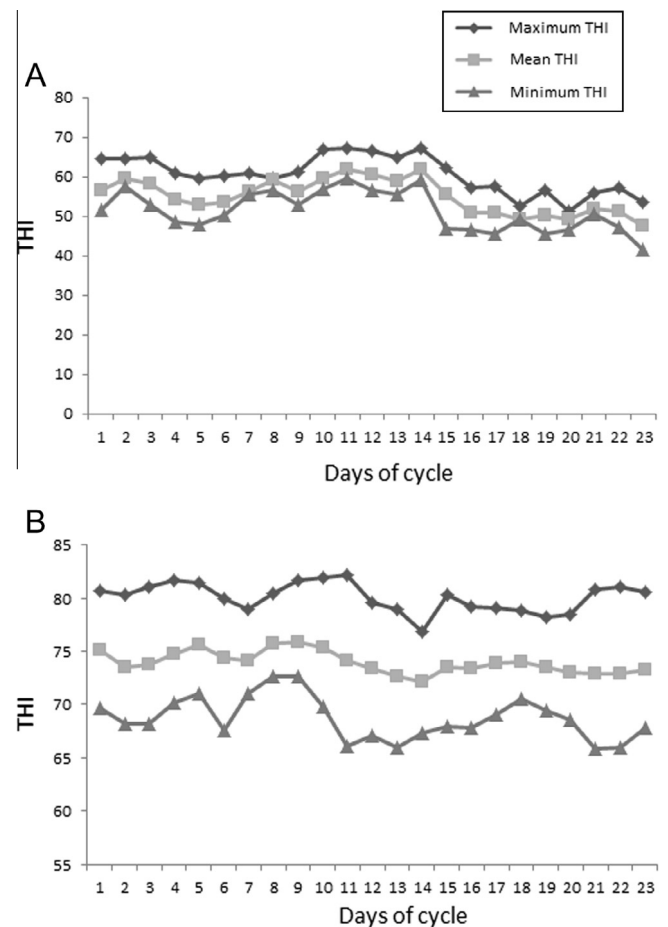 Maximum THI
Mean THI
Minimum THI
A
80
70
60
50
40
30
20
10
0
THI
1 2 3 4 5 6 7 8 9 10 11 12 13 14 15 16 17 18 19 20 21 22 23
Days of cycle
B
85
80
75
70
65
60
55
THI
1 2 3 4 5 6 7 8 9 10 11 12 13 14 15 16 17 18 19 20 21 22 23
Days of cycle